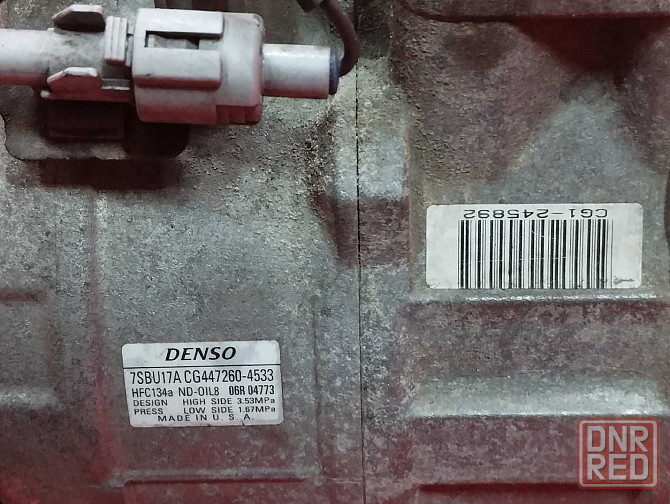 CG1-245892
DENSO
7SBU17A CG447260-4533
HFC134a ND-OIL8 06R 04773
DESIGN HIGH SIDE 3.53MPa
PRESS LOW SIDE 1.67MPa
MADE IN U.S.A.
DNR
RED